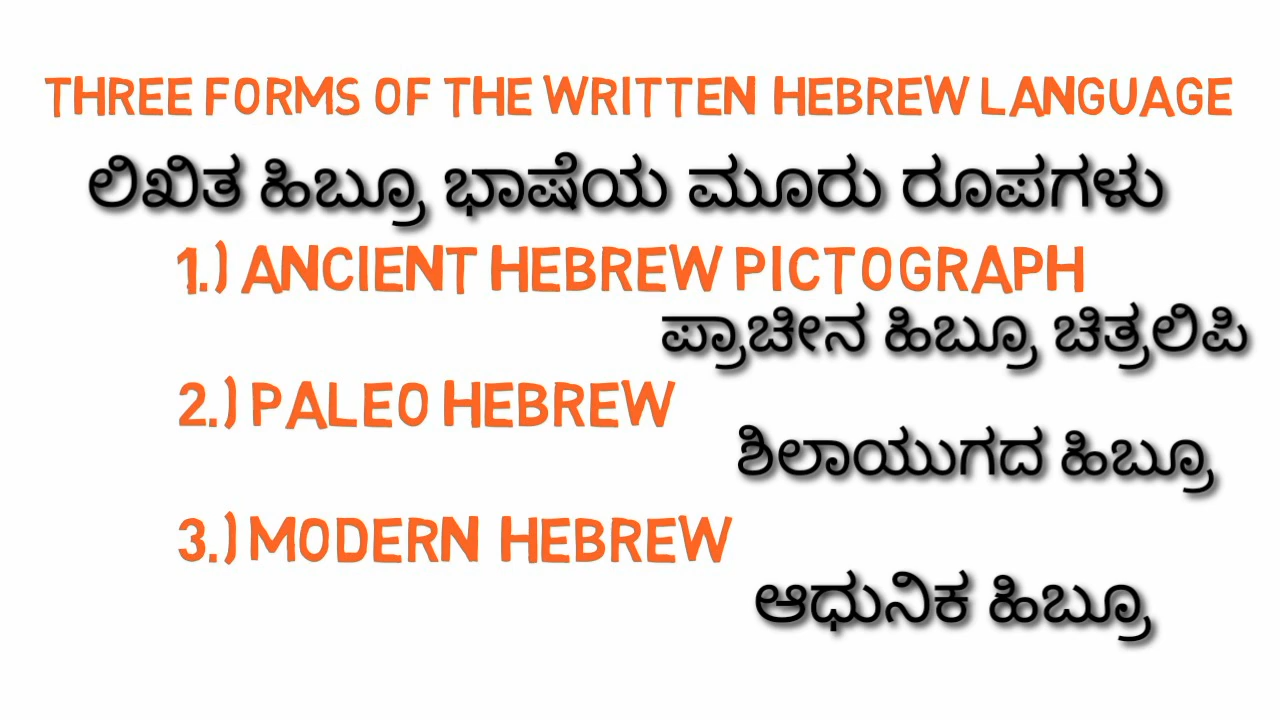 THREE FORMS OF THE WRITTEN HEBREW LANGUAGE
ಲಿಖಿತ ಹಿಬ್ರೂ ಭಾಷೆಯ ಮೂರು ರೂಪಗಳು
1.) ANCIENT HEBREW PICTOGRAPH
ಪ್ರಾಚೀನ ಹಿಬ್ರೂ ಚಿತ್ರಲಿಪಿ
2.) PALEO HEBREW
ಶಿಲಾಯುಗದ ಹಿಬ್ರೂ
3.) MODERN HEBREW
ಆಧುನಿಕ ಹಿಬ್ರೂ